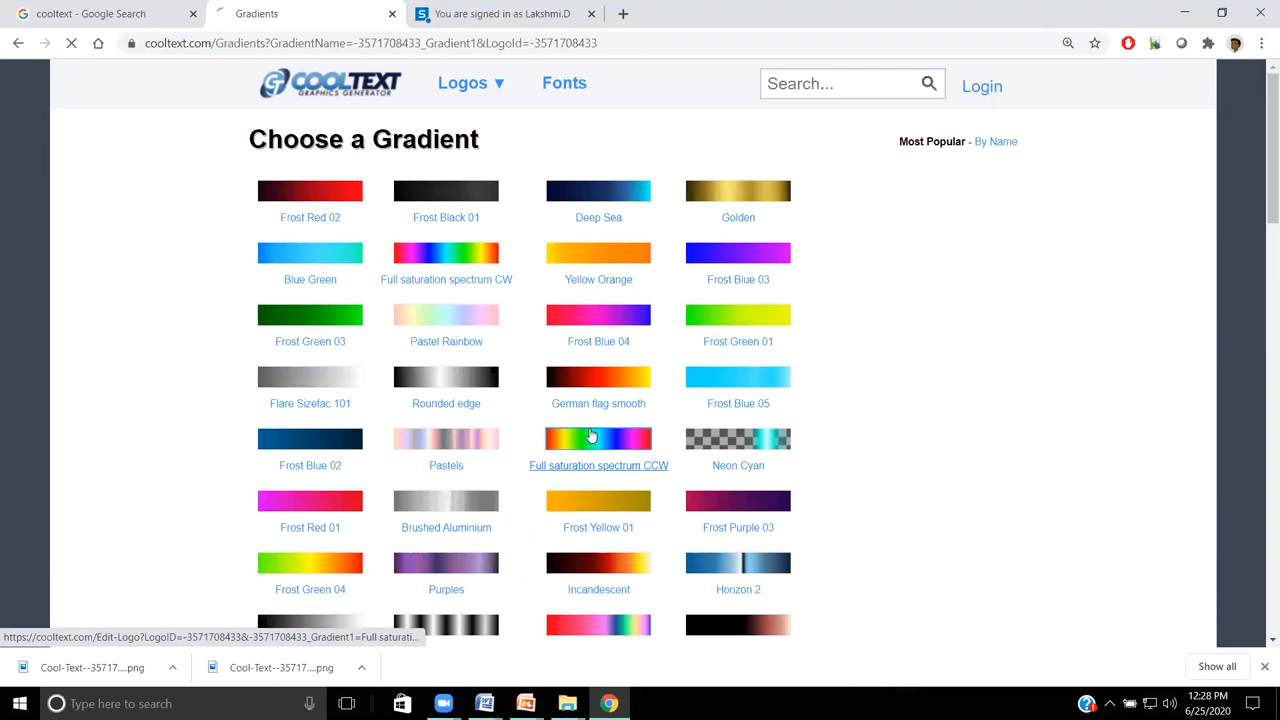 cooltext - Google Search
Gradients
You are signed in as Lakshmi.D
cooltext.com/Gradients?GradientName=-3571708433_Gradient1&LogoId=-3571708433
COOLTEXT
GRAPHICS GENERATOR
Logos ▼
Fonts
Search...
Login
Choose a Gradient
Most Popular - By Name
Frost Red 02
Frost Black 01
Deep Sea
Golden
Blue Green
Full saturation spectrum CW
Yellow Orange
Frost Blue 03
Frost Green 03
Pastel Rainbow
Frost Blue 04
Frost Green 01
Flare Sizefac 101
Rounded edge
German flag smooth
Frost Blue 05
Frost Blue 02
Pastels
Full saturation spectrum CCW
Neon Cyan
Frost Red 01
Brushed Aluminium
Frost Yellow 01
Frost Purple 03
Frost Green 04
Purples
Incandescent
Horizon 2
https://cooltext.com/Edit-Logo?LogoID=-3571708433&-3571708433_Gradient1=Full saturati...
Cool-Text--35717....png
Cool-Text--35717....png
Show all
Type here to search
12:28 PM
6/25/2020